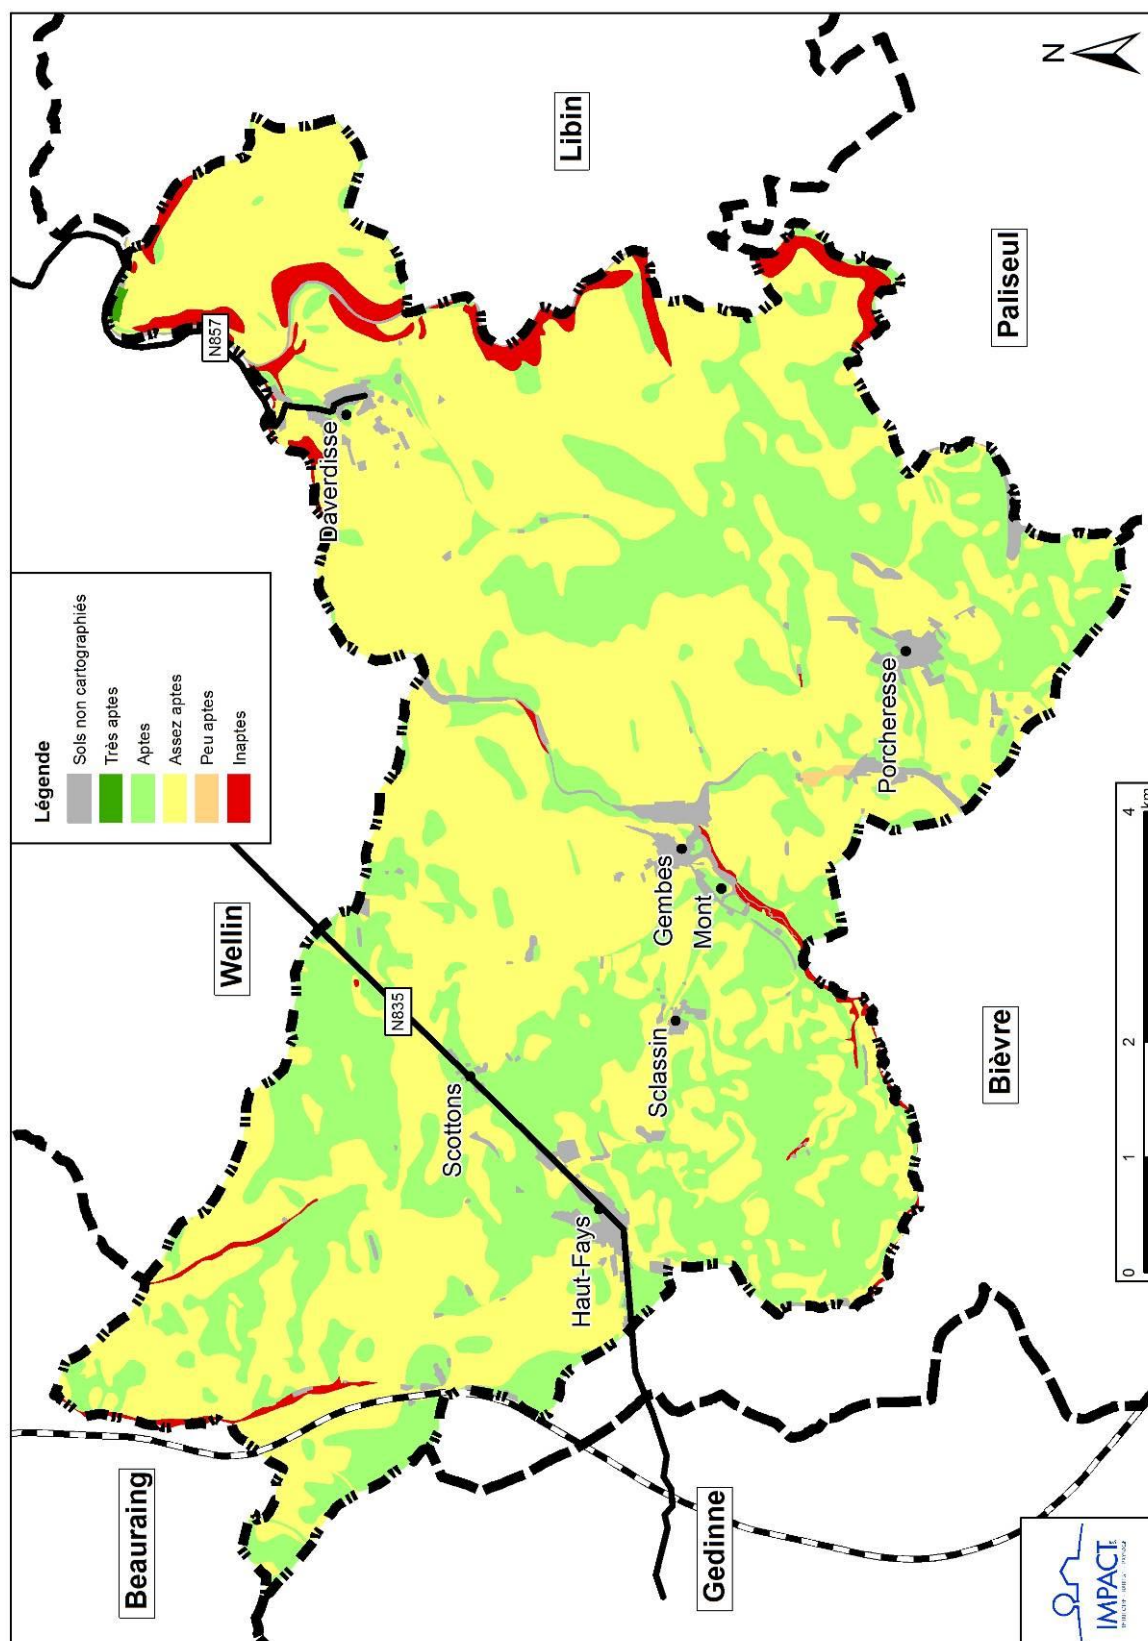 Légende
Sols non cartographiés
Très aptes
Aptes
Assez aptes
Peu aptes
Inaptes
Beauraing
Wellin
Libin
N857
N
Daverdisse
N835
Scottons
Haut-Fays
Sclassin
Gembes
Mont
Porcheresse
Gedinne
Bièvre
Paliseul
IMPACT
0 1 2 4
km